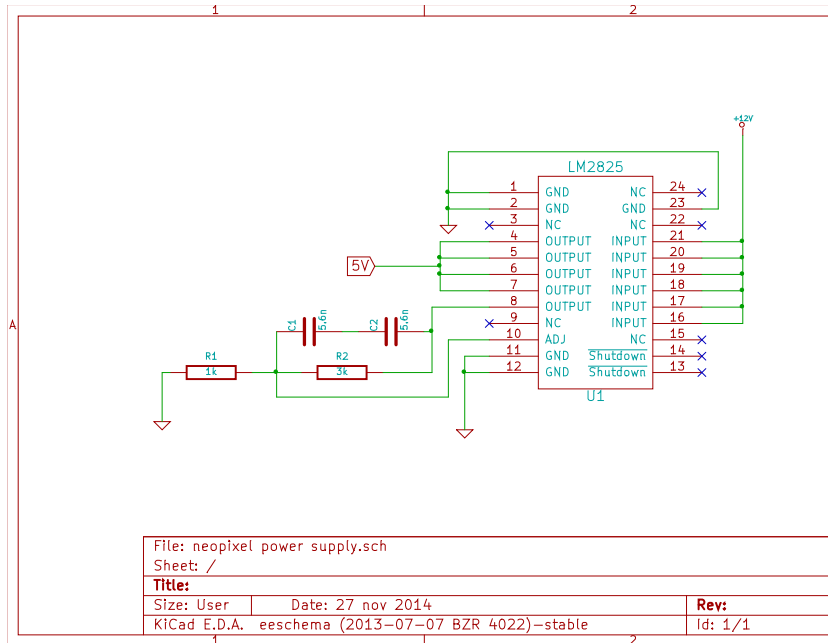 1 2
+12V
LM2825
1 GND NC 24
2 GND GND 23
3 NC NC 22
4 OUTPUT INPUT 21
5V
5 OUTPUT INPUT 20
6 OUTPUT INPUT 19
7 OUTPUT INPUT 18
8 OUTPUT INPUT 17
C1 5,6n C2 5,6n
9 NC INPUT 16
A
10 ADJ NC 15
11 GND Shutdown 14
12 GND Shutdown 13
R1 R2
1k 3k
U1
File: neopixel power supply.sch
Sheet: /
Title:
Size: User Date: 27 nov 2014 Rev:
KiCad E.D.A. eeschema (2013-07-07 BZR 4022)-stable Id: 1/1
1 2